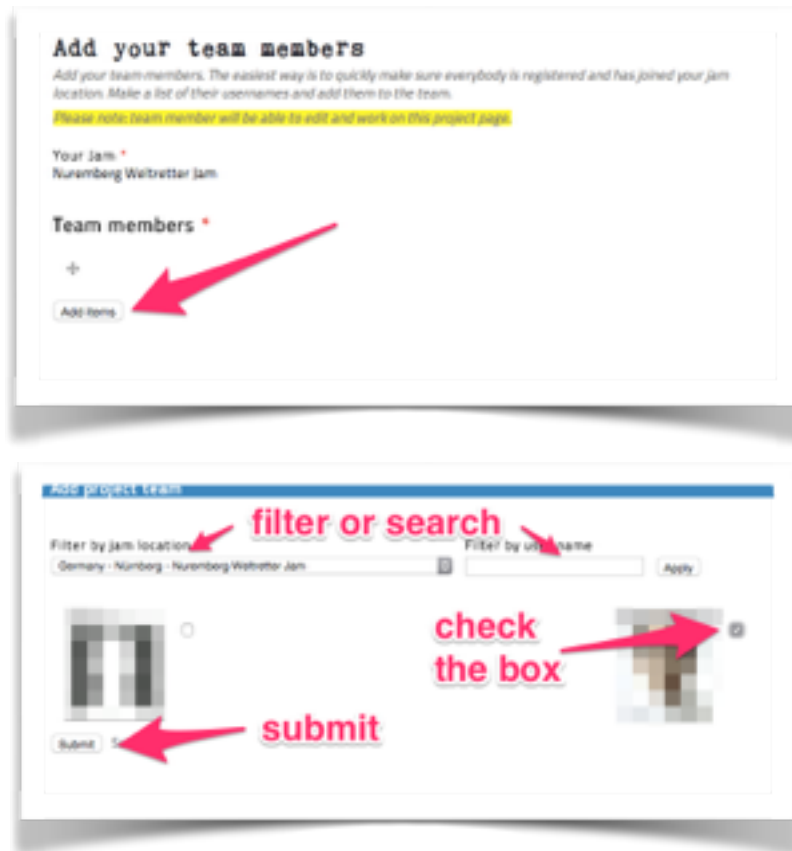 Add your team members
Add your team members. The easiest way is to quickly make sure everybody is registered and has joined your jam
location. Make a list of their usernames and add them to the team.
Please note: team member will be able to edit and work on this project page.
Your Jam *
Nuremberg Weltretter Jam
Team members *
Add items
Add project team
filter or search
Filter by jam location
Filter by username
Germany - Nürnberg - Nuremberg Weltretter Jam
Apply
check
the box
submit
Submit